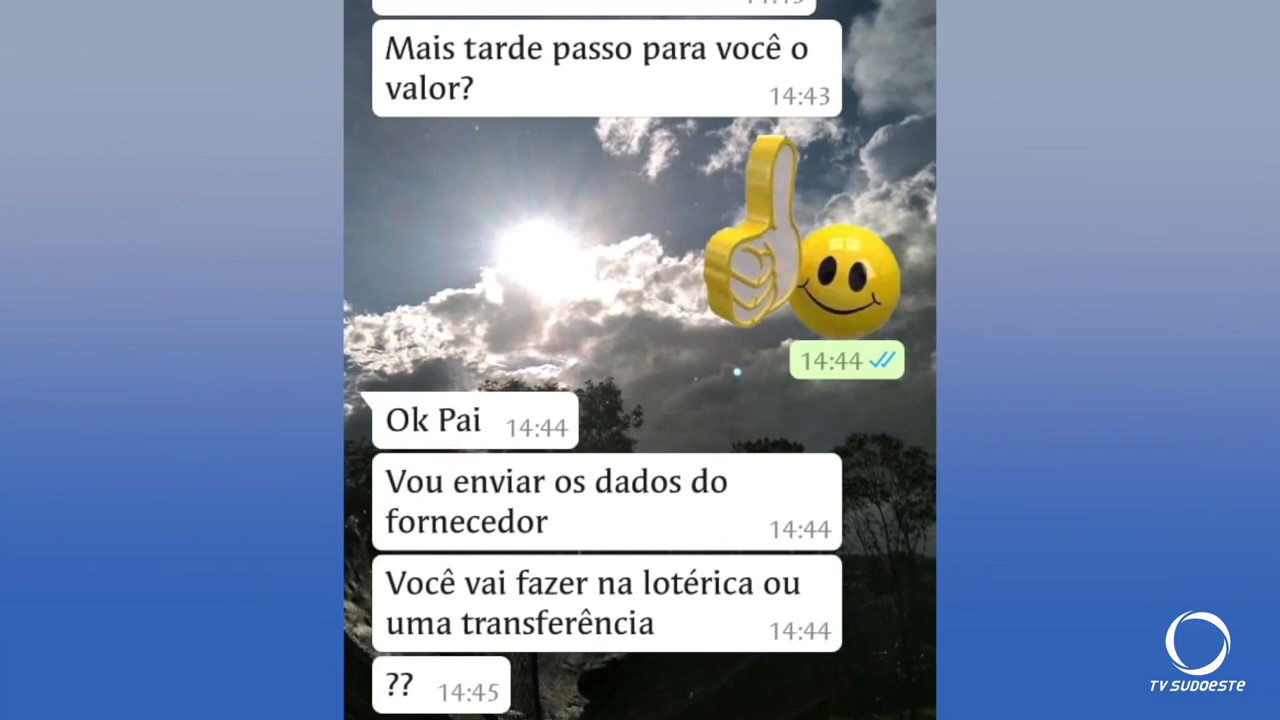 Mais tarde passo para você o
valor?
14:43
14:44
Ok Pai
14:44
Vou enviar os dados do
fornecedor
14:44
Você vai fazer na lotérica ou
uma transferência
14:44
??
14:45
TV SUDOESTE